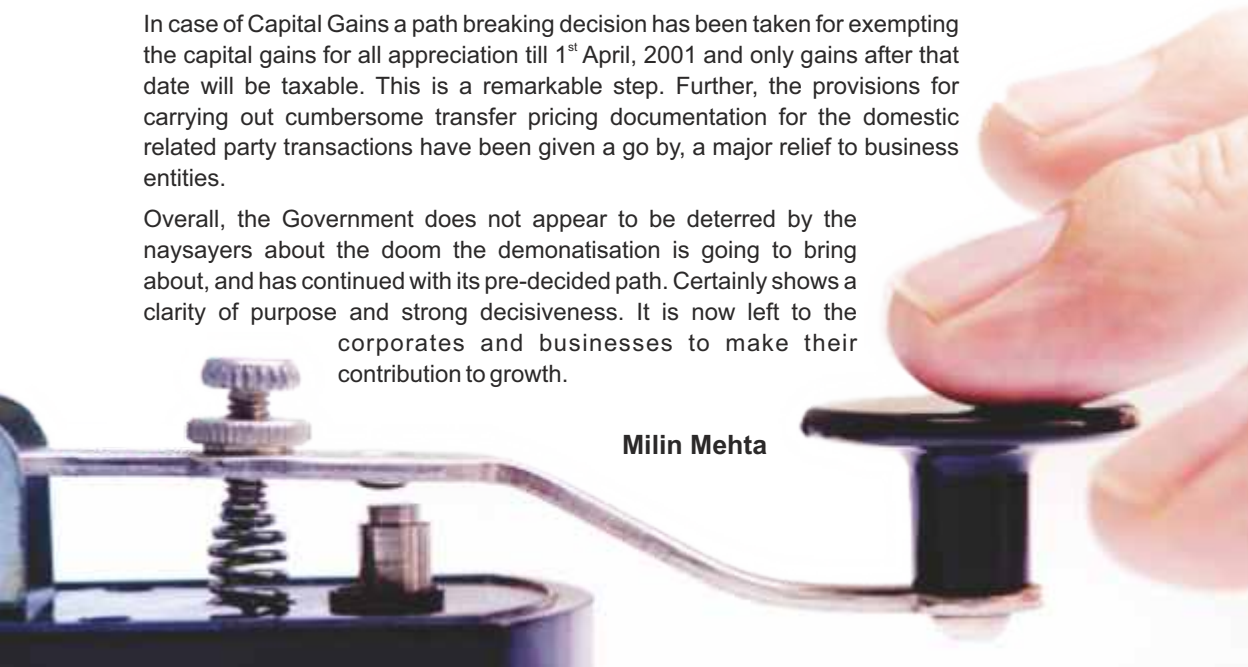 In case of Capital Gains a path breaking decision has been taken for exempting
the capital gains for all appreciation till 1st April, 2001 and only gains after that
date will be taxable. This is a remarkable step. Further, the provisions for
carrying out cumbersome transfer pricing documentation for the domestic
related party transactions have been given a go by, a major relief to business
entities.
Overall, the Government does not appear to be deterred by the
naysayers about the doom the demonatisation is going to bring
about, and has continued with its pre-decided path. Certainly shows a
clarity of purpose and strong decisiveness. It is now left to the
corporates and businesses to make their
contribution to growth.
Milin Mehta